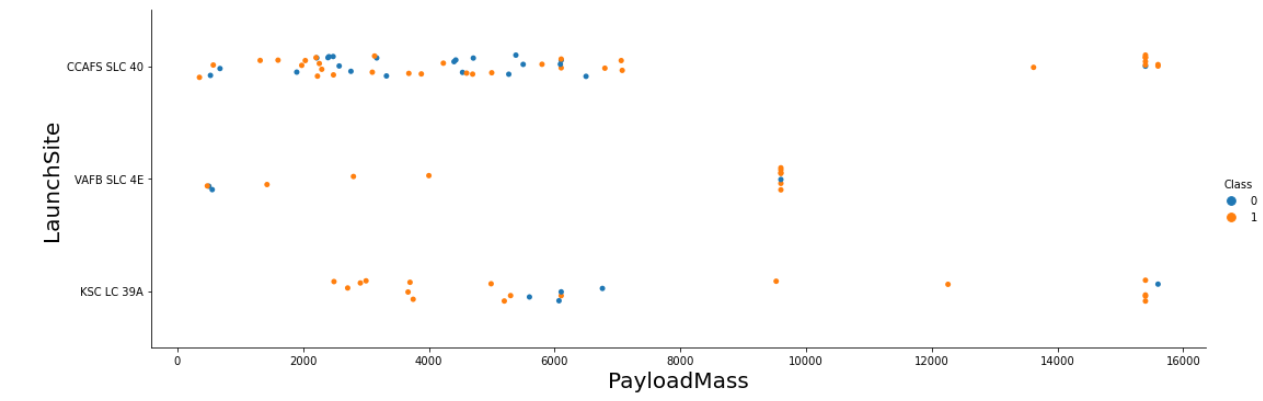 CCAFS SLC 40
VAFB SLC 4E
KSC LC 39A
LaunchSite
0 2000 4000 6000 8000 10000 12000 14000 16000
PayloadMass
Class
0
1